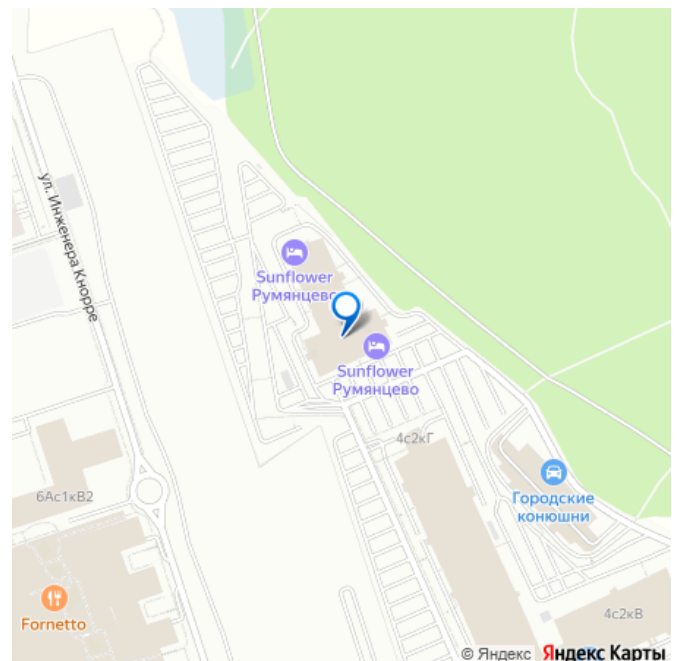 ул. Инженера Кнорре
Sunflower
Румянцево
Sunflower
Румянцево
4с2кГ
Городские
конюшни
6Ас1кВ2
Fornetto
4с2кВ
© Яндекс Яндекс Карты